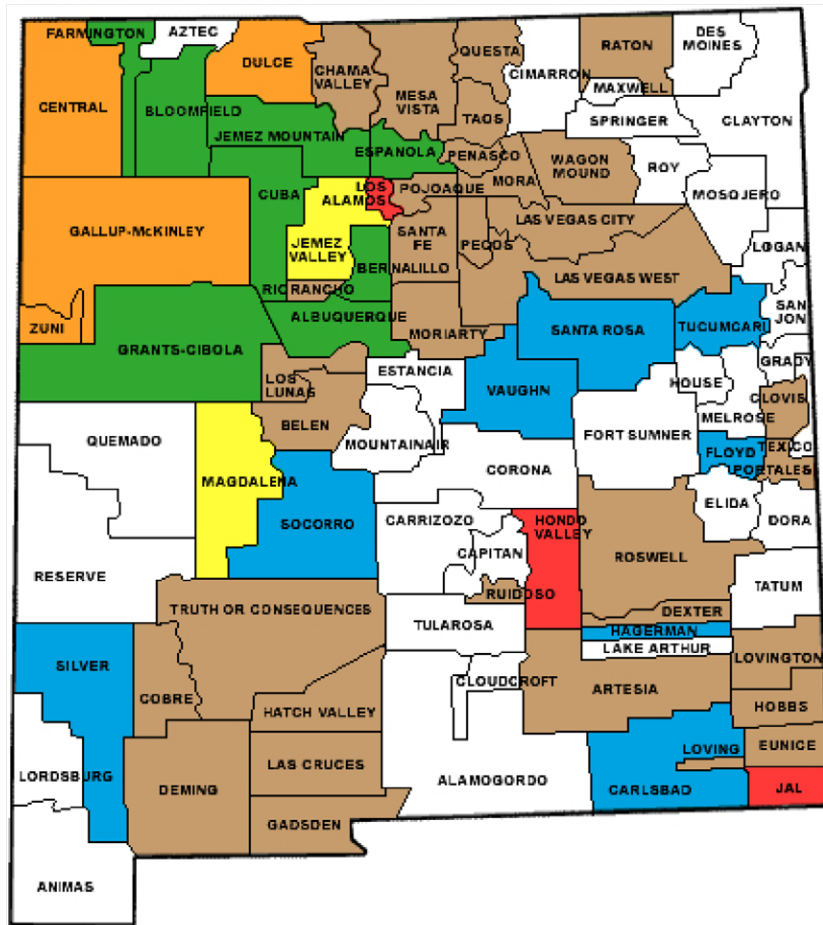 FARMINGTON
AZTEC
DULCE
CHAMA
VALLEY
MESA
VISTA
QUESTA
CIMARRON
RATON
DES
MOINES
MAXWELL
CENTRAL
BLOOMFIELD
JEMEZ MOUNTAIN
ESPANOLA
TAOS
SPRINGER
CLAYTON
PENASCO
WAGON
MOUND
ROY
MOSQJERO
CUBA
LOS
ALAMOS
POJOAQUE
MORA
GALLUP-McKINLEY
JEMEZ
VALLEY
SANTA
FE
PECOS
LAS VEGAS CITY
LOGAN
BERNALILLO
LAS VEGAS WEST
RIO RANCHO
SAN
JON
ZUNI
ALBUQUERQUE
MORIARTY
SANTA ROSA
TUCUMCARI
GRANTS-CIBOLA
ESTANCIA
GRADY
LOS
LUNAS
VAUGHN
HOUSE
CLOVIS
BELEN
MELROSE
QUEMADO
MOUNTAINAIR
FORT SUMNER
TEXICO
FLOYD
PORTALES
MAGDALENA
CORONA
ELIDA
SOCORRO
CARRIZOZO
HONDO
VALLEY
DORA
CAPITAN
ROSWELL
RESERVE
RUIDOSO
TATUM
TRUTH OR CONSEQUENCES
DEXTER
TULAROSA
HAGERMAN
LAKE ARTHUR
LOVINGTON
SILVER
CLOUDCROFT
COBRE
ARTESIA
HATCH VALLEY
HOBBS
LOVING
EUNICE
LORDSBURG
LAS CRUCES
ALAMOGORDO
DEMING
CARLSBAD
JAL
GADSDEN
ANIMAS